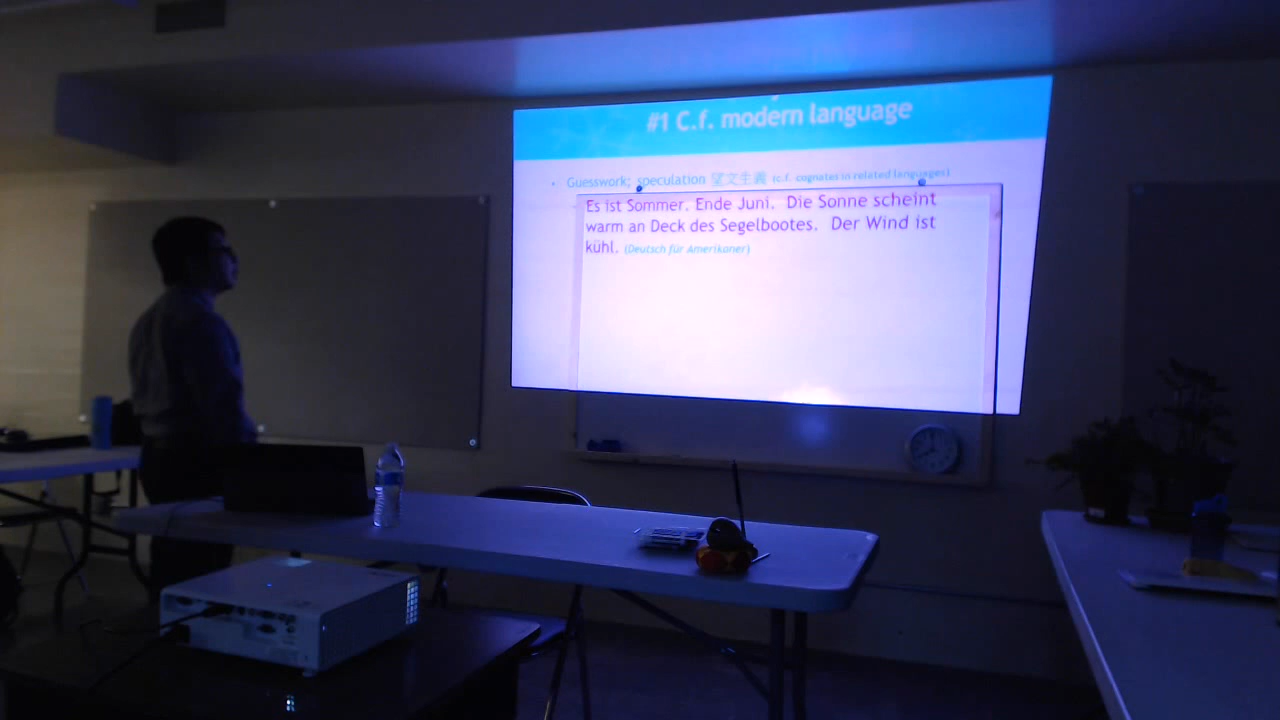 #1 C.f. modern language
• Guesswork; speculation 望文生義 (c.f. cognates in related languages)
Es ist Sommer. Ende Juni. Die Sonne scheint
warm an Deck des Segelbootes. Der Wind ist
kühl. (Deutsch für Amerikaner)